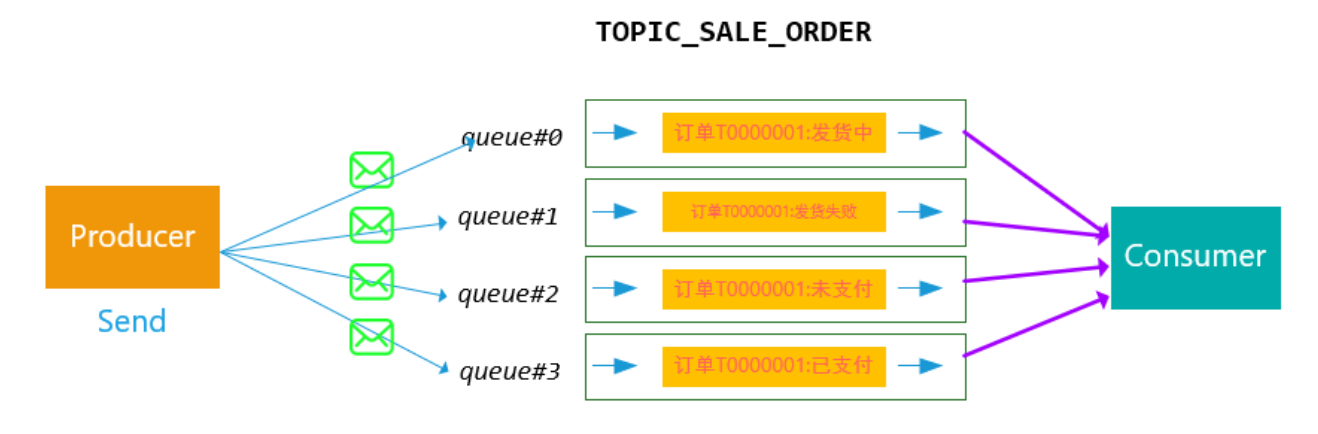 TOPIC_SALE_ORDER
Producer
Send
queue#0
订单T0000001:发货中
queue#1
订单T0000001:发货失败
queue#2
订单T0000001:未支付
queue#3
订单T0000001:已支付
Consumer